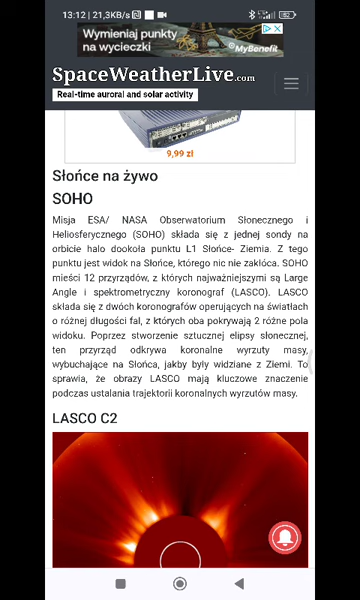 13:12 | 21,3KB/s
Wymieniaj punkty
na wycieczki
MyBenefit
SpaceWeatherLive.com
Real-time auroral and solar activity
9,99 zł
Słońce na żywo
SOHO
Misja ESA/ NASA Obserwatorium Słonecznego i
Heliosferycznego (SOHO) składa się z jednej sondy na
orbicie halo dookoła punktu L1 Słońce- Ziemia. Z tego
punktu jest widok na Słońce, którego nic nie zakłóca. SOHO
mieści 12 przyrządów, z których najważniejszymi są Large
Angle i spektrometryczny koronograf (LASCO). LASCO
składa się z dwóch koronografów operujących na światłach
o różnej długości fal, z których oba pokrywają 2 różne pola
widoku. Poprzez stworzenie sztucznej elipsy słonecznej,
ten przyrząd odkrywa koronalne wyrzuty masy,
wybuchające na Słońca, jakby były widziane z Ziemi. To
sprawia, że obrazy LASCO mają kluczowe znaczenie
podczas ustalania trajektorii koronalnych wyrzutów masy.
LASCO C2